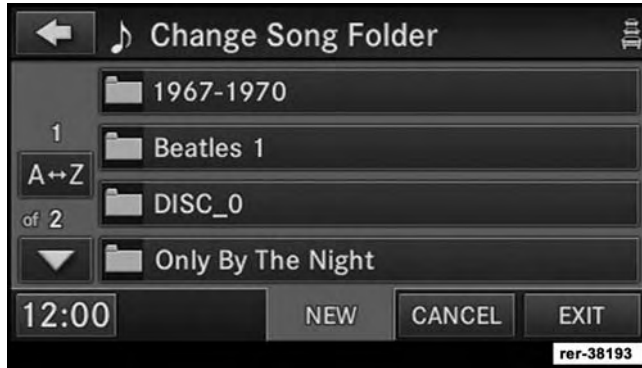 Change Song Folder
1967-1970
1
Beatles 1
A↔Z
DISC_0
of 2
Only By The Night
12:00 NEW CANCEL EXIT
rer-38193